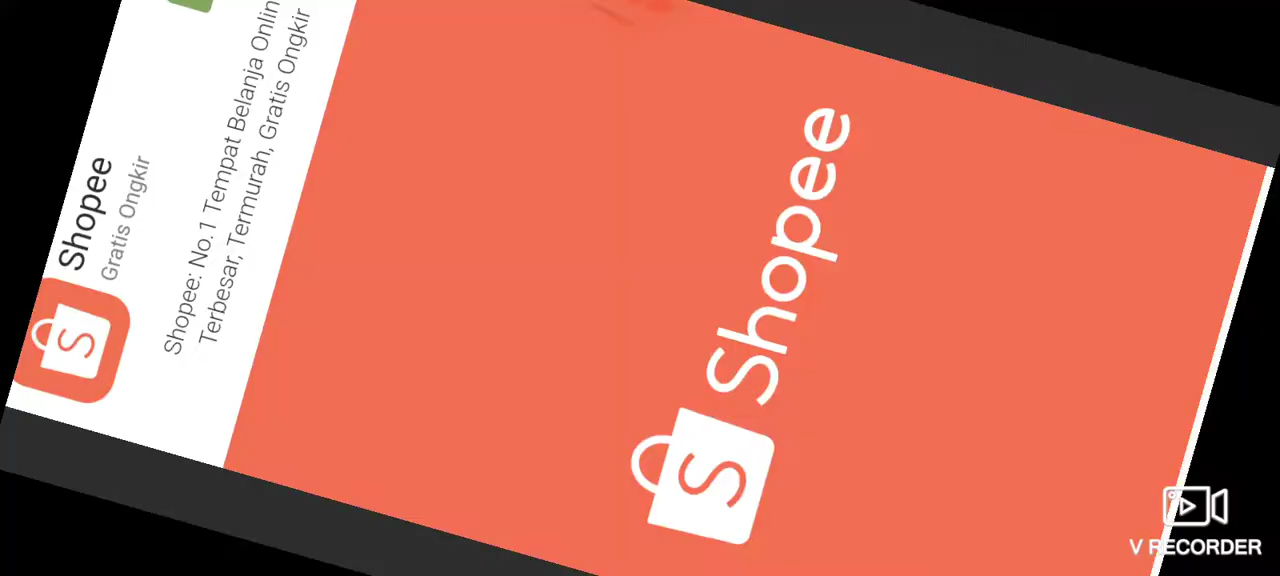 Shopee
Gratis Ongkir
Shopee: No.1 Tempat Belanja Onlin
Terbesar, Termurah, Gratis Ongkir
Shopee
V RECORDER